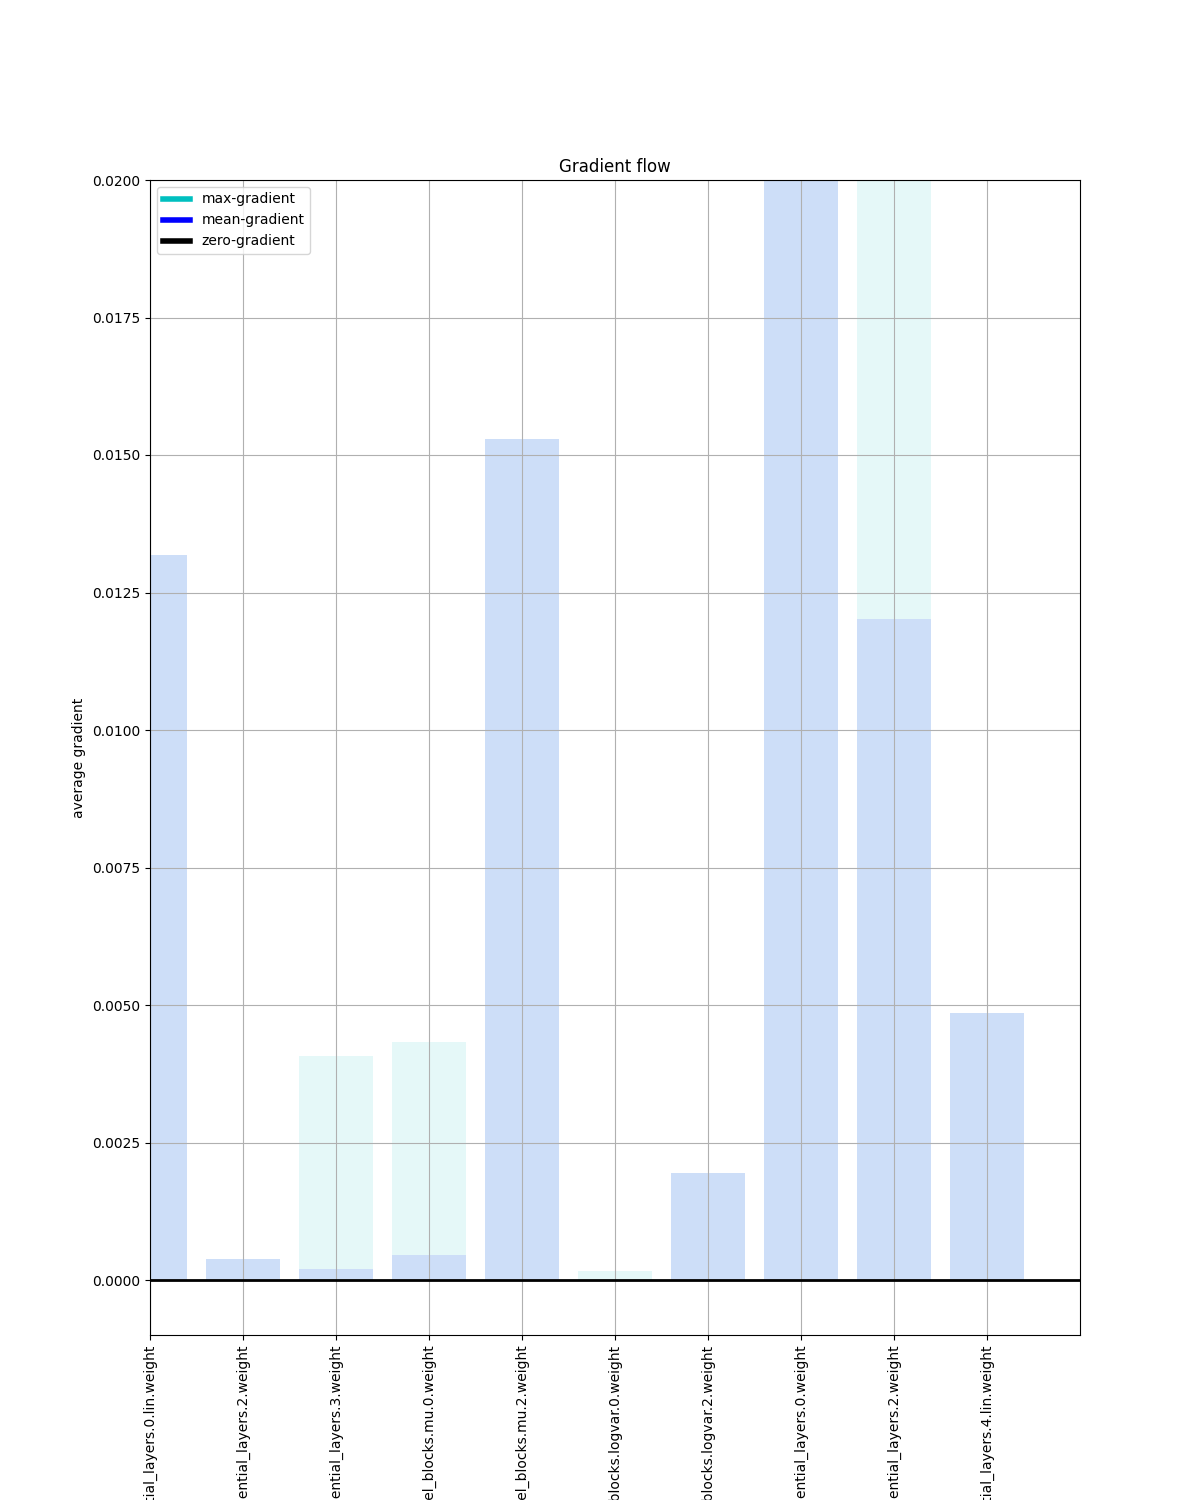 Gradient flow
max-gradient
mean-gradient
zero-gradient
0.0200
0.0175
0.0150
0.0125
0.0100
0.0075
0.0050
0.0025
0.0000
average gradient
tial_layers.0.lin.weight
ential_layers.2.weight
ential_layers.3.weight
el_blocks.mu.0.weight
el_blocks.mu.2.weight
blocks.logvar.0.weight
blocks.logvar.2.weight
ential_layers.0.weight
ential_layers.2.weight
tial_layers.4.lin.weight